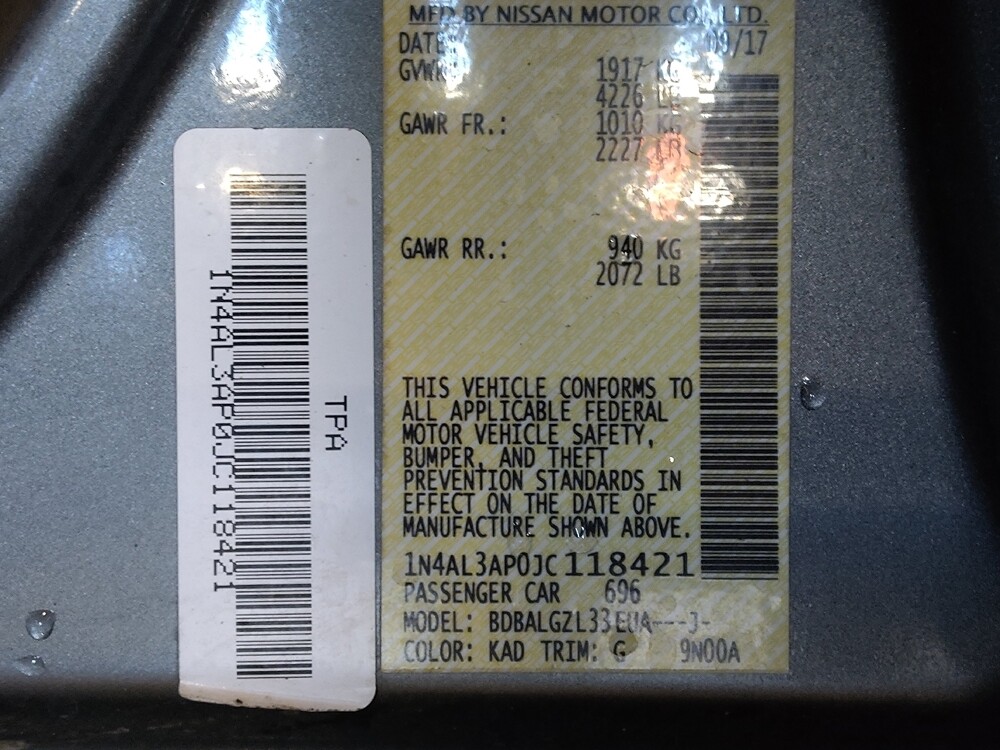 1N4AL3AP0JC118421
TPA
MFD BY NISSAN MOTOR CO., LTD.
DATE: 09/17
GVWR: 1917 KG
4226 LB
GAWR FR.: 1010 KG
2227 LB
GAWR RR.: 940 KG
2072 LB
THIS VEHICLE CONFORMS TO
ALL APPLICABLE FEDERAL
MOTOR VEHICLE SAFETY,
BUMPER, AND THEFT
PREVENTION STANDARDS IN
EFFECT ON THE DATE OF
MANUFACTURE SHOWN ABOVE.
1N4AL3AP0JC118421
PASSENGER CAR 696
MODEL: BDBALGZL33EUA---J-
COLOR: KAD TRIM: G 9N00A